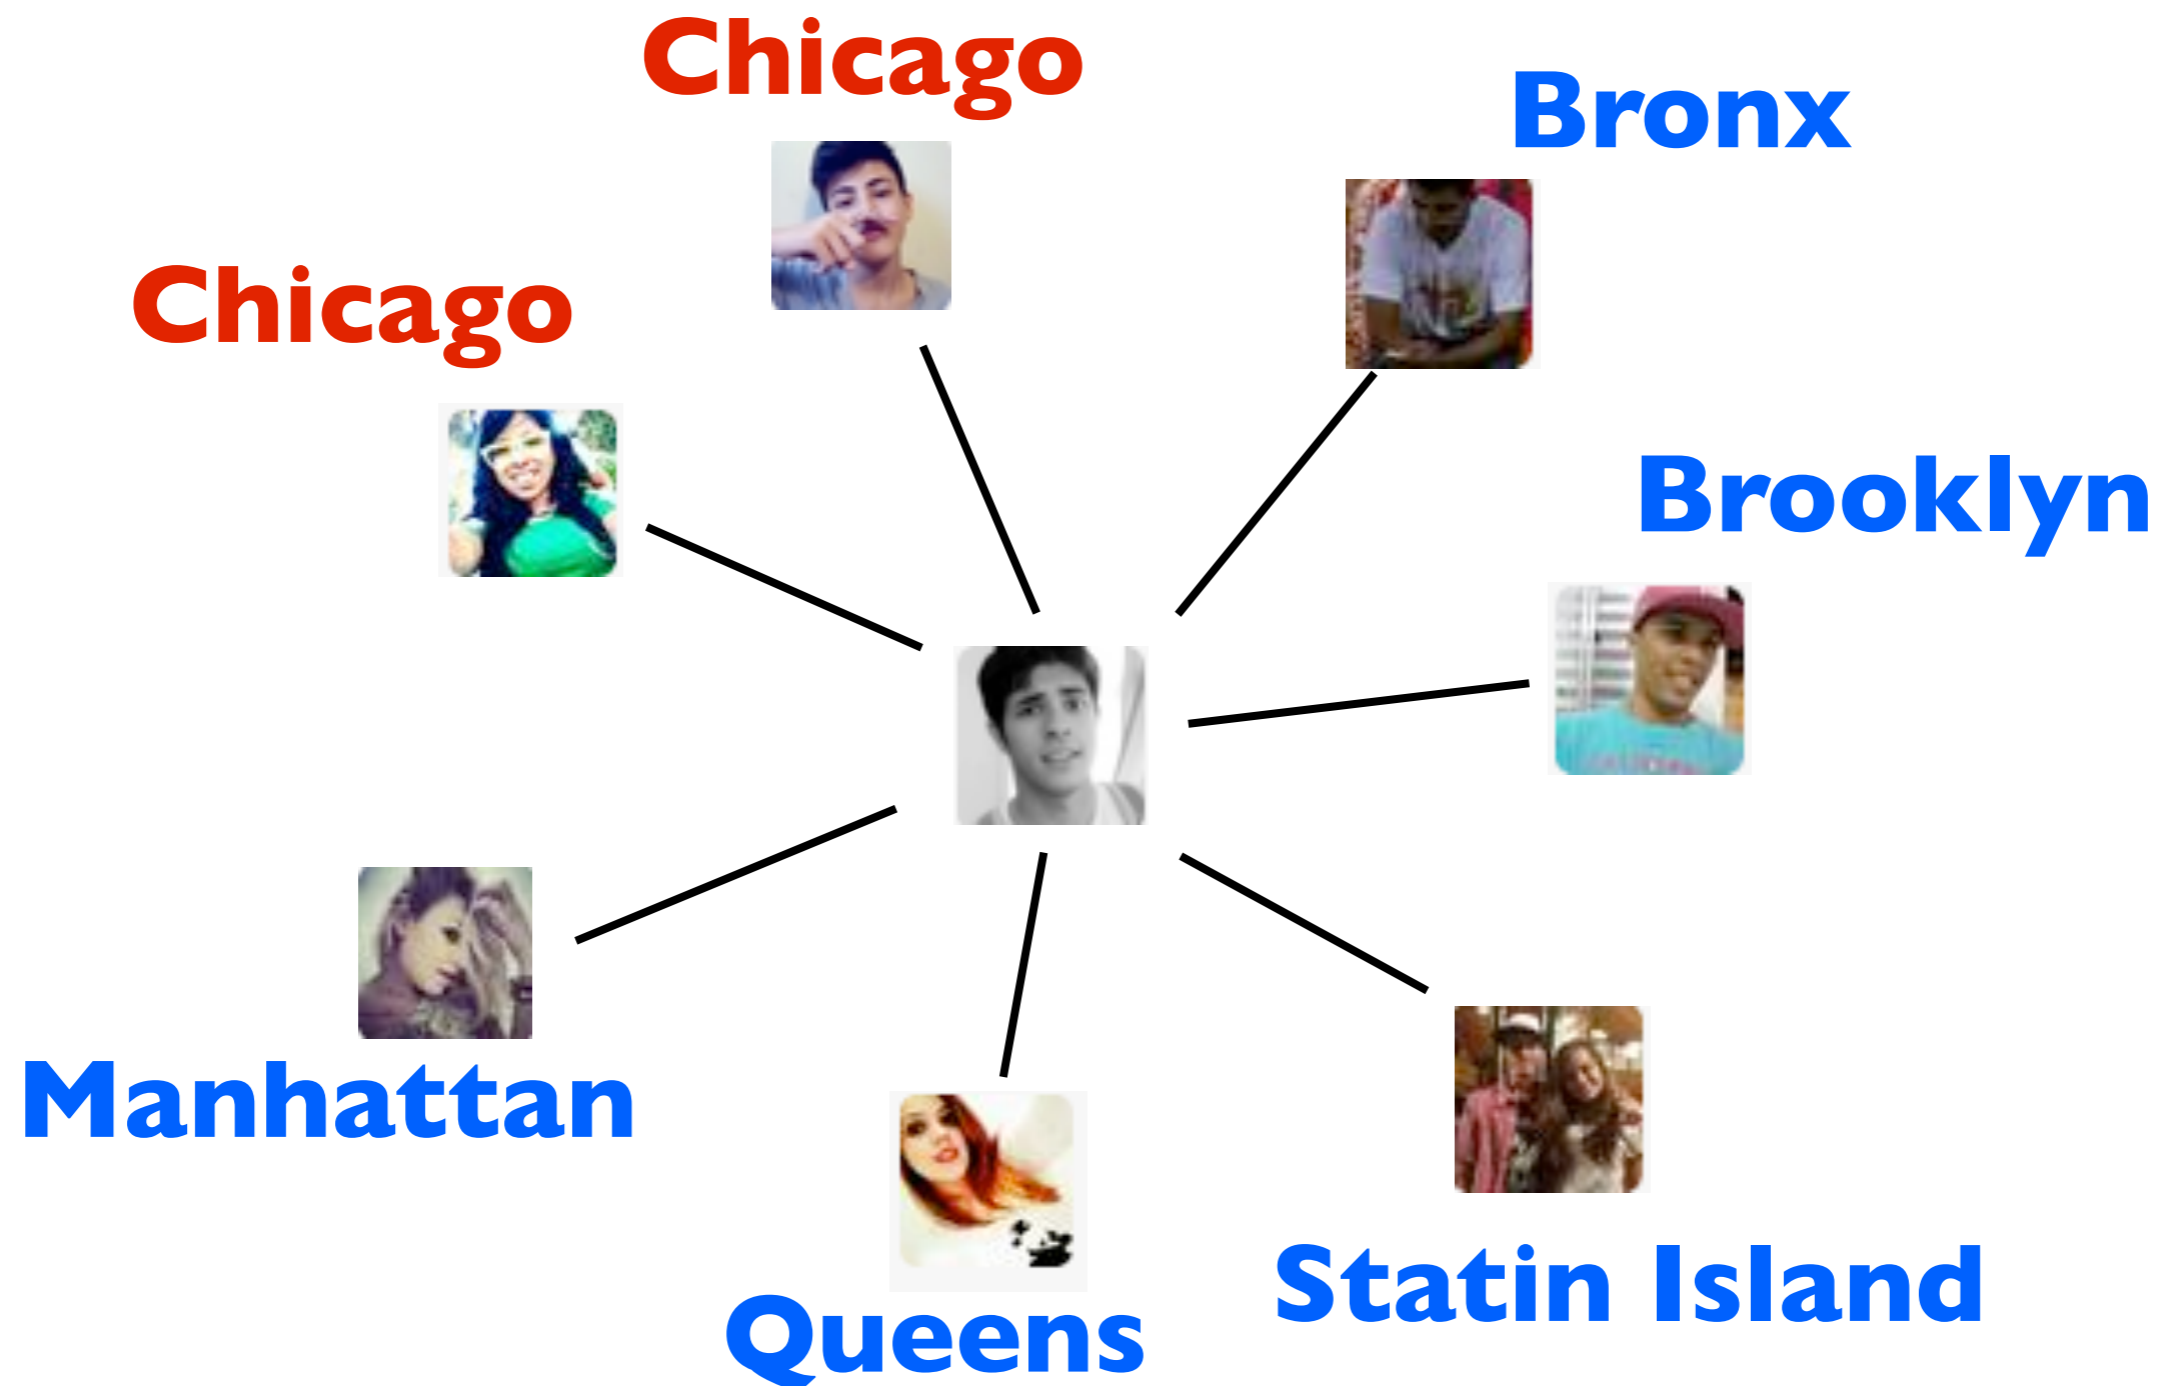 Chicago
Bronx
Chicago
Brooklyn
Manhattan
Statin Island
Queens